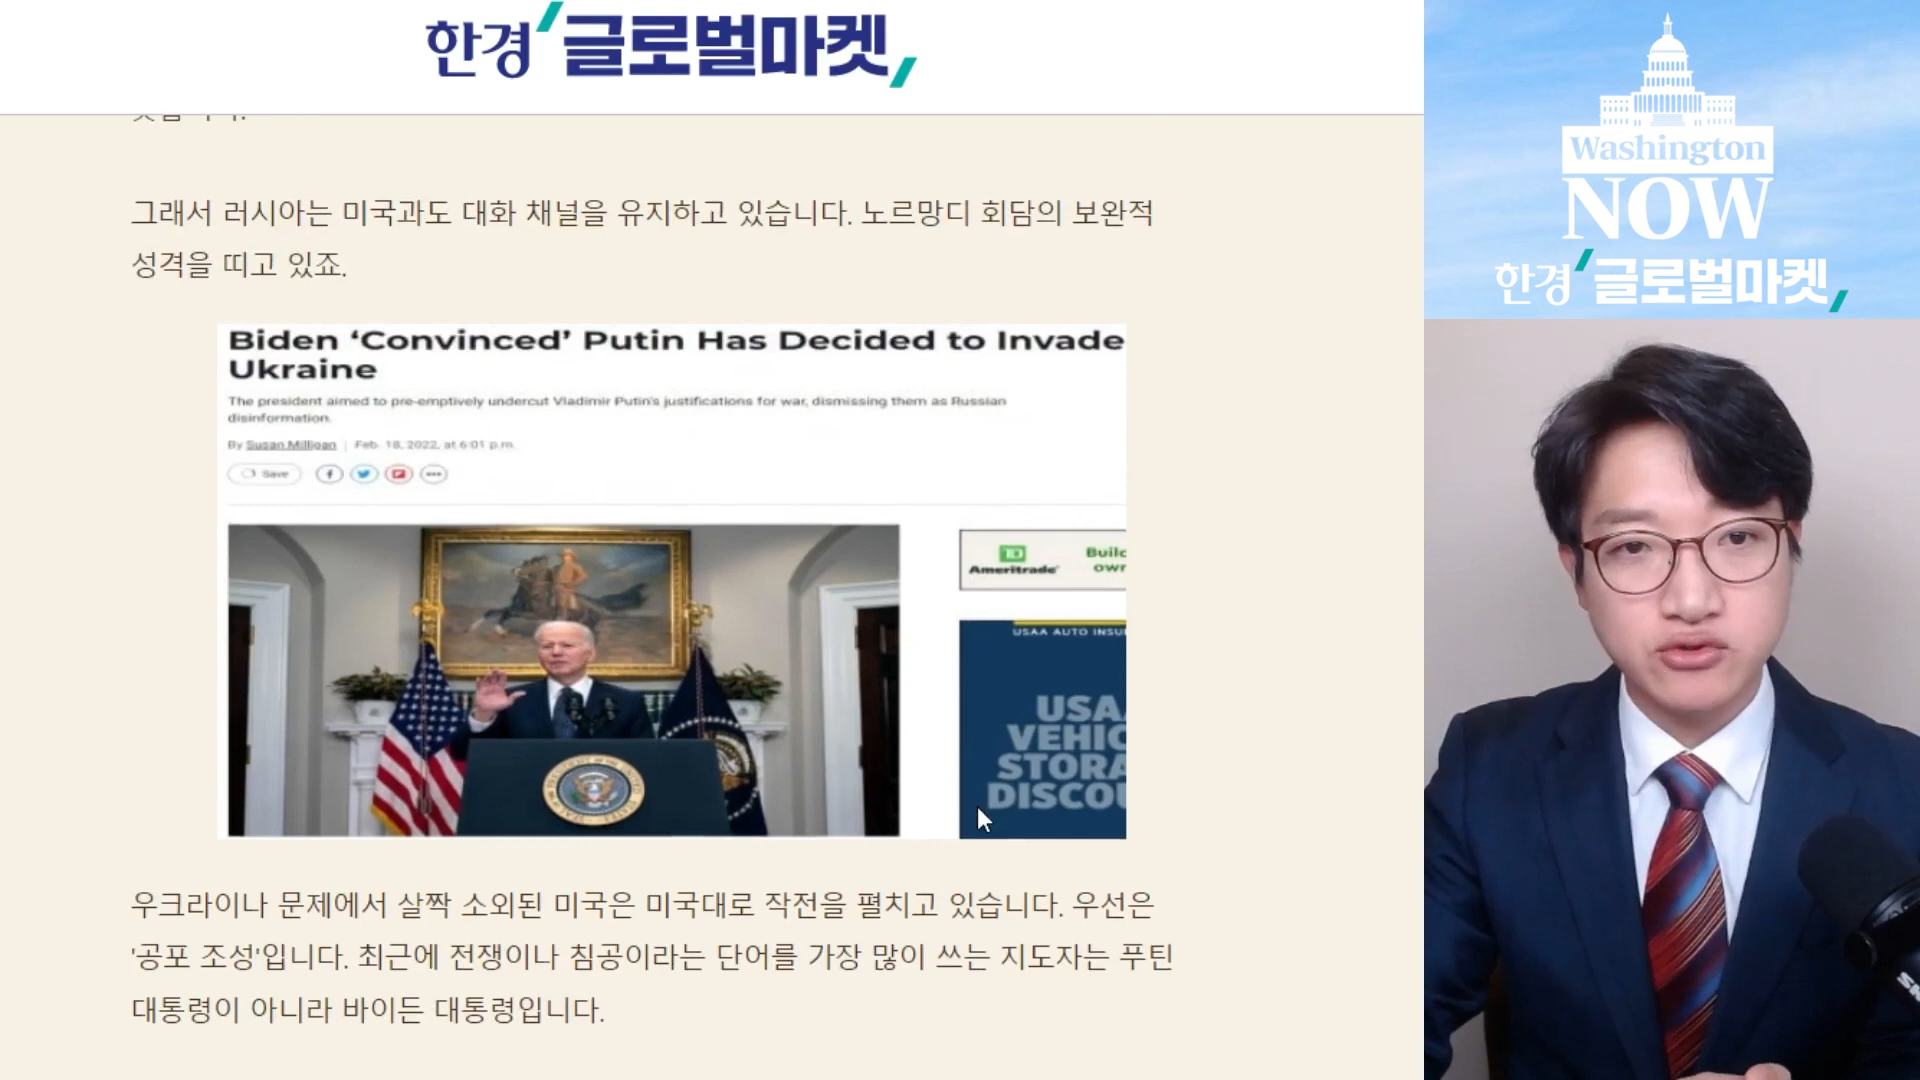 한경 글로벌마켓
그래서 러시아는 미국과도 대화 채널을 유지하고 있습니다. 노르망디 회담의 보완적
성격을 띠고 있죠.
Biden ‘Convinced’ Putin Has Decided to Invade
Ukraine
The president aimed to pre-emptively undercut Vladimir Putin's justifications for war, dismissing them as Russian
disinformation.
By Susan Milligan | Feb. 18, 2022, at 6:01 p.m.
Save
TD
Ameritrade
USAA AUTO
USAA
STORA
우크라이나 문제에서 살짝 소외된 미국은 미국대로 작전을 펼치고 있습니다. 우선은
'공포 조성'입니다. 최근에 전쟁이나 침공이라는 단어를 가장 많이 쓰는 지도자는 푸틴
대통령이 아니라 바이든 대통령입니다.
Washington
NOW
한경 글로벌마켓